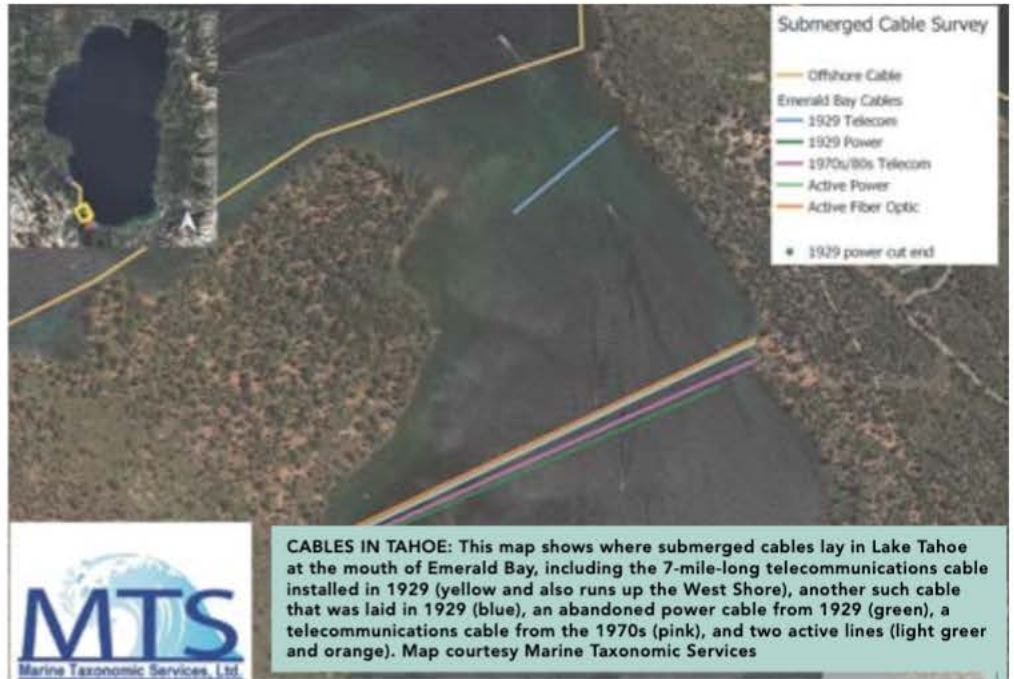 Submerged Cable Survey
Offshore Cable
Emerald Bay Cables
1929 Telecom
1929 Power
1970s/80s Telecom
Active Power
Active Fiber Optic
1929 power cut end
MTS
Marine Taxonomic Services, Ltd.
CABLES IN TAHOE: This map shows where submerged cables lay in Lake Tahoe
at the mouth of Emerald Bay, including the 7-mile-long telecommunications cable
installed in 1929 (yellow and also runs up the West Shore), another such cable
that was laid in 1929 (blue), an abandoned power cable from 1929 (green), a
telecommunications cable from the 1970s (pink), and two active lines (light green
and orange). Map courtesy Marine Taxonomic Services